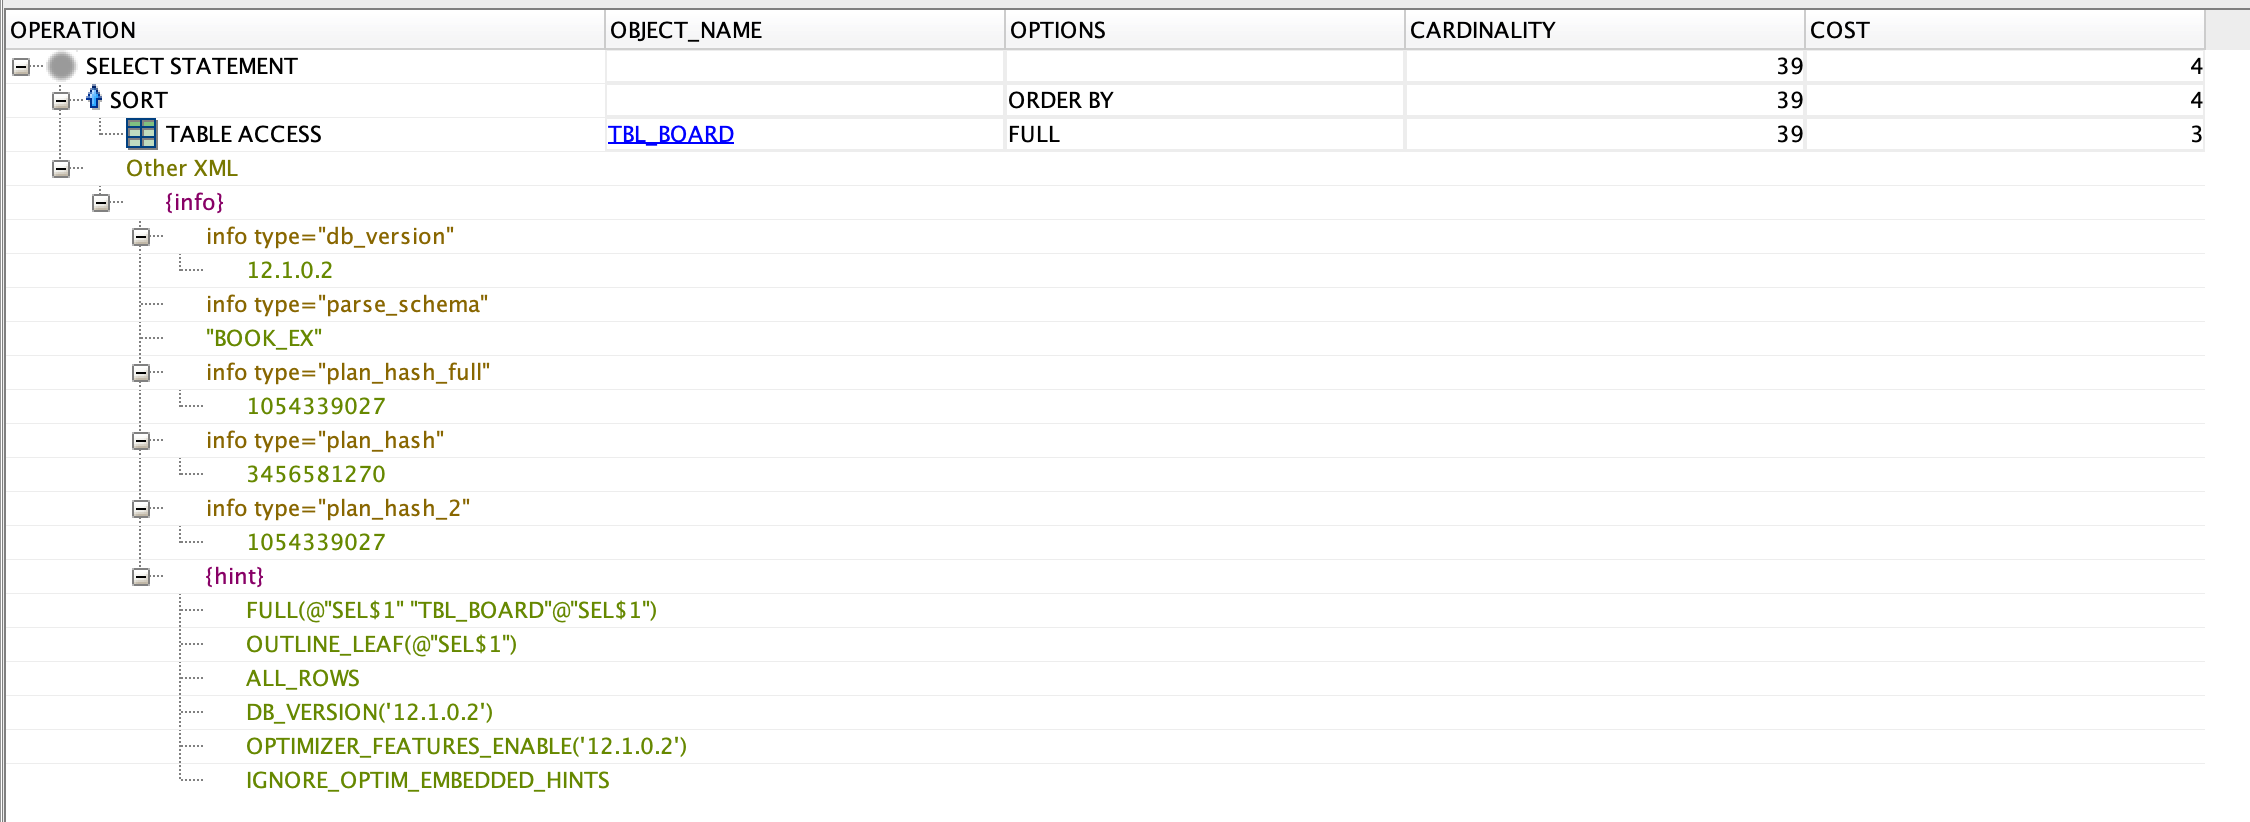 OPERATION OBJECT_NAME OPTIONS CARDINALITY COST
SELECT STATEMENT 39 4
SORT ORDER BY 39 4
TABLE ACCESS TBL_BOARD FULL 39 3
Other XML
{info}
info type="db_version"
12.1.0.2
info type="parse_schema"
"BOOK_EX"
info type="plan_hash_full"
1054339027
info type="plan_hash"
3456581270
info type="plan_hash_2"
1054339027
{hint}
FULL(@"SEL$1" "TBL_BOARD"@"SEL$1")
OUTLINE_LEAF(@"SEL$1")
ALL_ROWS
DB_VERSION('12.1.0.2')
OPTIMIZER_FEATURES_ENABLE('12.1.0.2')
IGNORE_OPTIM_EMBEDDED_HINTS